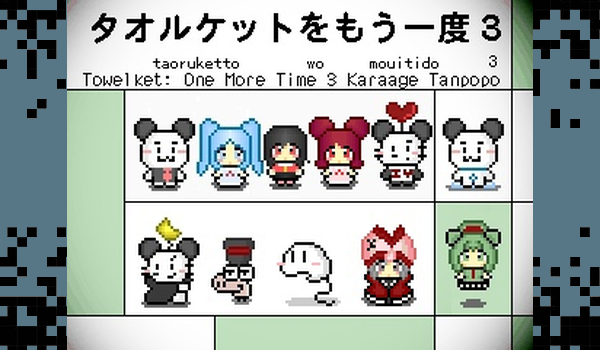 タオルケットをもう一度３
taoruketto wo mouitido 3
Towelket: One More Time 3 Karaage Tanpopo